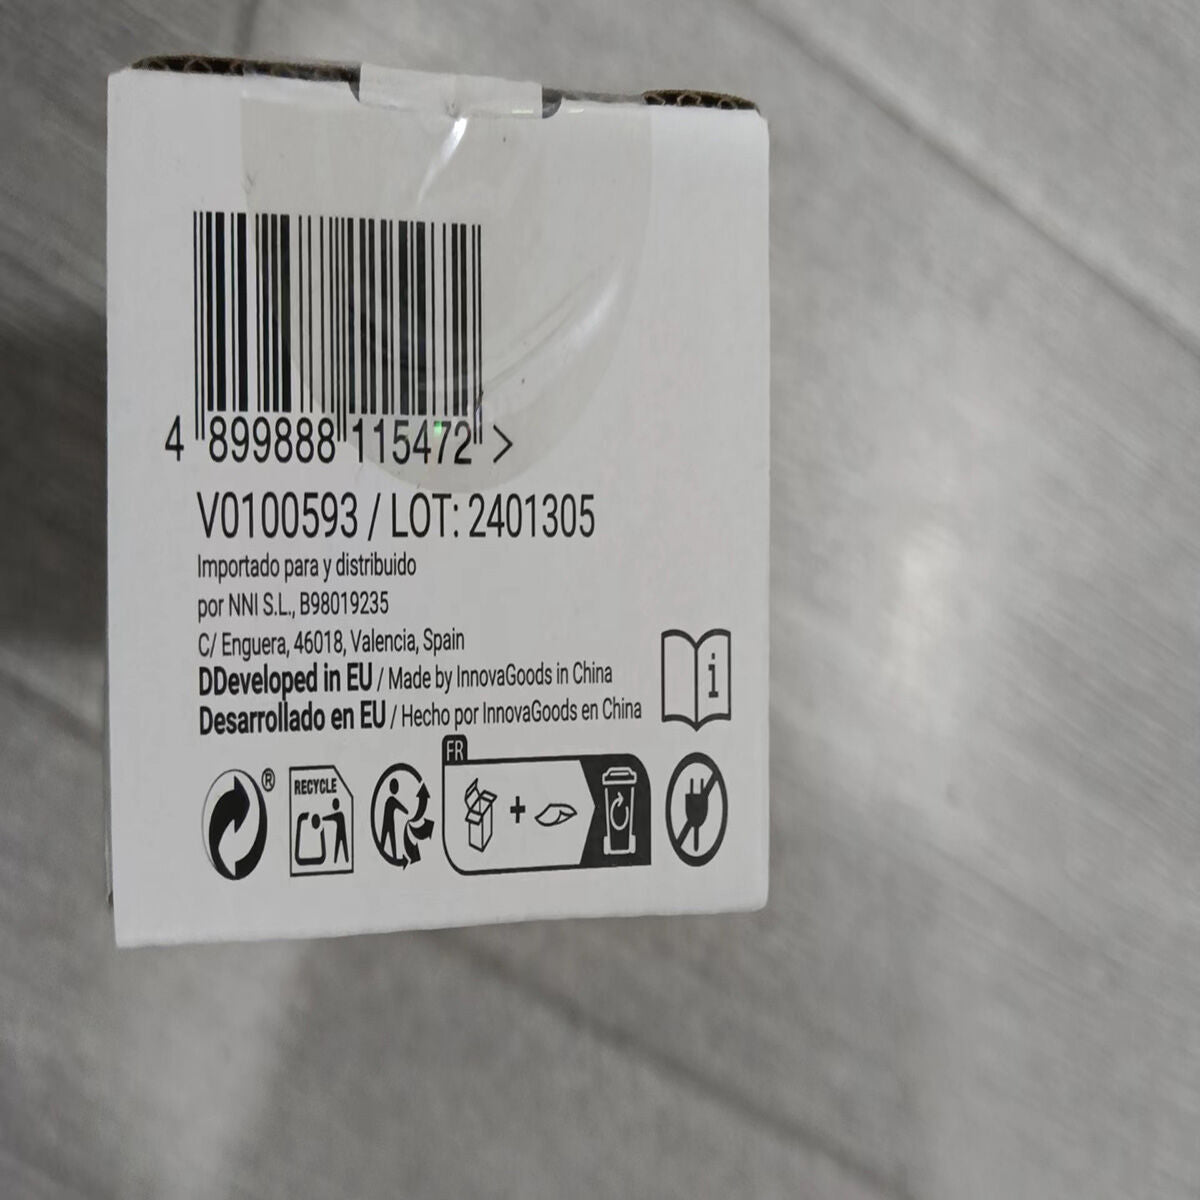 4 899888 115472 >
V0100593 / LOT: 2401305
Importado para y distribuido
por NNI S.L., B98019235
C/ Enguera, 46018, Valencia, Spain
DDeveloped in EU / Made by InnovaGoods in China
Desarrollado en EU / Hecho por InnovaGoods en China
i
FR
®
RECYCLE
+